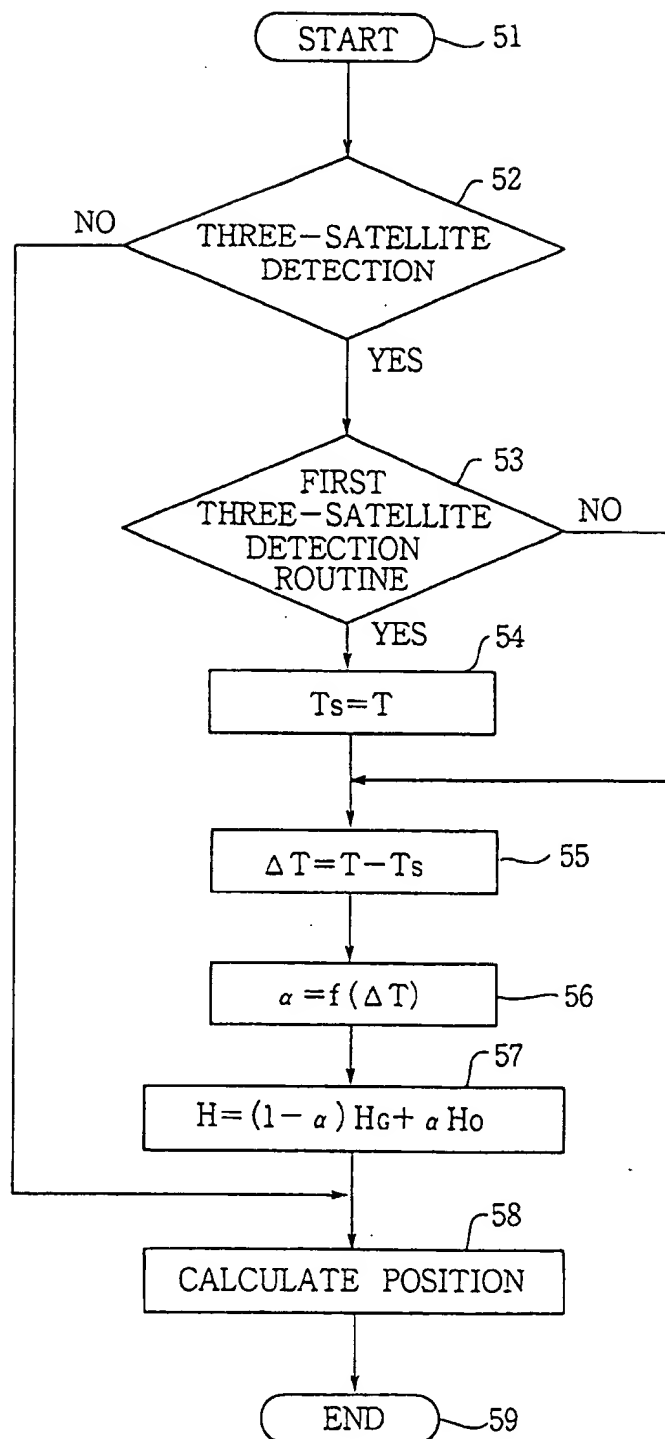 START
51
52
NO
THREE-SATELLITE
DETECTION
YES
53
FIRST
THREE-SATELLITE
DETECTION
ROUTINE
NO
YES
54
Ts=T
ΔT=T-Ts
55
α=f(ΔT)
56
57
H=(1-α)HG+αHo
58
CALCULATE POSITION
END
59